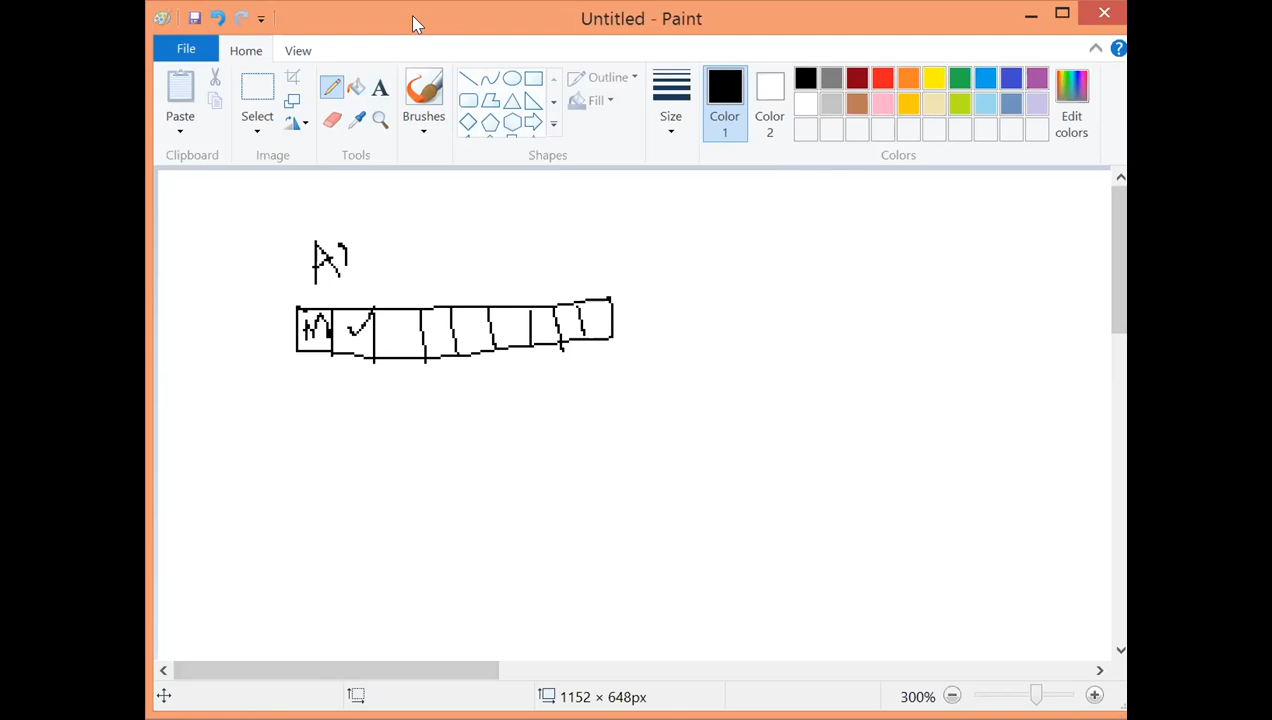 Untitled - Paint
File Home View
Paste
Select
Brushes
Outline
Fill
Size
Color 1
Color 2
Edit colors
Clipboard Image Tools Shapes Colors
1152 × 648px 300%